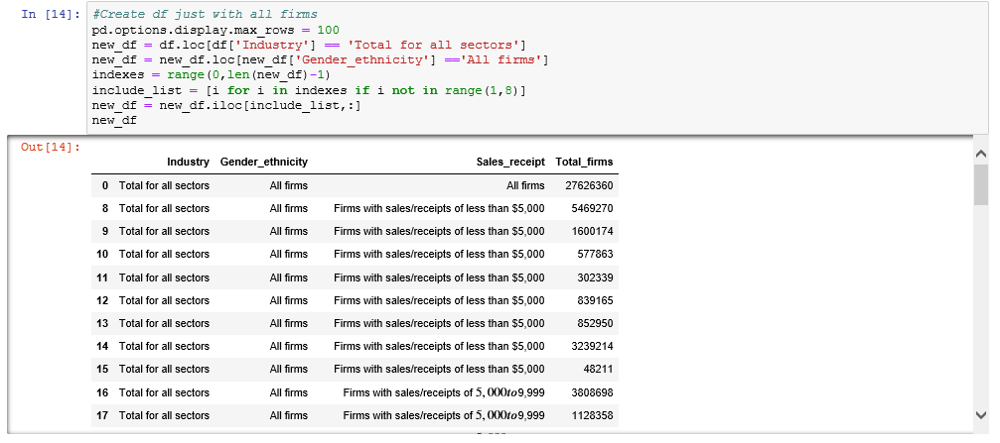 In [14]: #Create df just with all firms
pd.options.display.max_rows = 100
new_df = df.loc[df['Industry'] == 'Total for all sectors']
new_df = new_df.loc[new_df['Gender_ethnicity'] =='All firms']
indexes = range(0,len(new_df)-1)
include_list = [i for i in indexes if i not in range(1,8)]
new_df = new_df.iloc[include_list,:]
new_df
Out[14]:
Industry Gender_ethnicity Sales_receipt Total_firms
0 Total for all sectors All firms All firms 27626360
8 Total for all sectors All firms Firms with sales/receipts of less than $5,000 5469270
9 Total for all sectors All firms Firms with sales/receipts of less than $5,000 1600174
10 Total for all sectors All firms Firms with sales/receipts of less than $5,000 577863
11 Total for all sectors All firms Firms with sales/receipts of less than $5,000 302339
12 Total for all sectors All firms Firms with sales/receipts of less than $5,000 839165
13 Total for all sectors All firms Firms with sales/receipts of less than $5,000 852950
14 Total for all sectors All firms Firms with sales/receipts of less than $5,000 3239214
15 Total for all sectors All firms Firms with sales/receipts of less than $5,000 48211
16 Total for all sectors All firms Firms with sales/receipts of 5,000to9,999 3808698
17 Total for all sectors All firms Firms with sales/receipts of 5,000to9,999 1128358